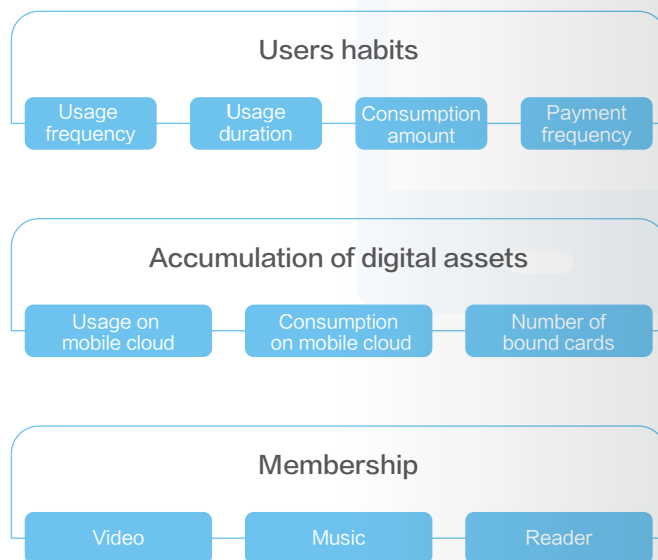 Users habits
Usage
frequency
Usage
duration
Consumption
amount
Payment
frequency
Accumulation of digital assets
Usage on
mobile cloud
Consumption
on mobile cloud
Number of
bound cards
Membership
Video
Music
Reader